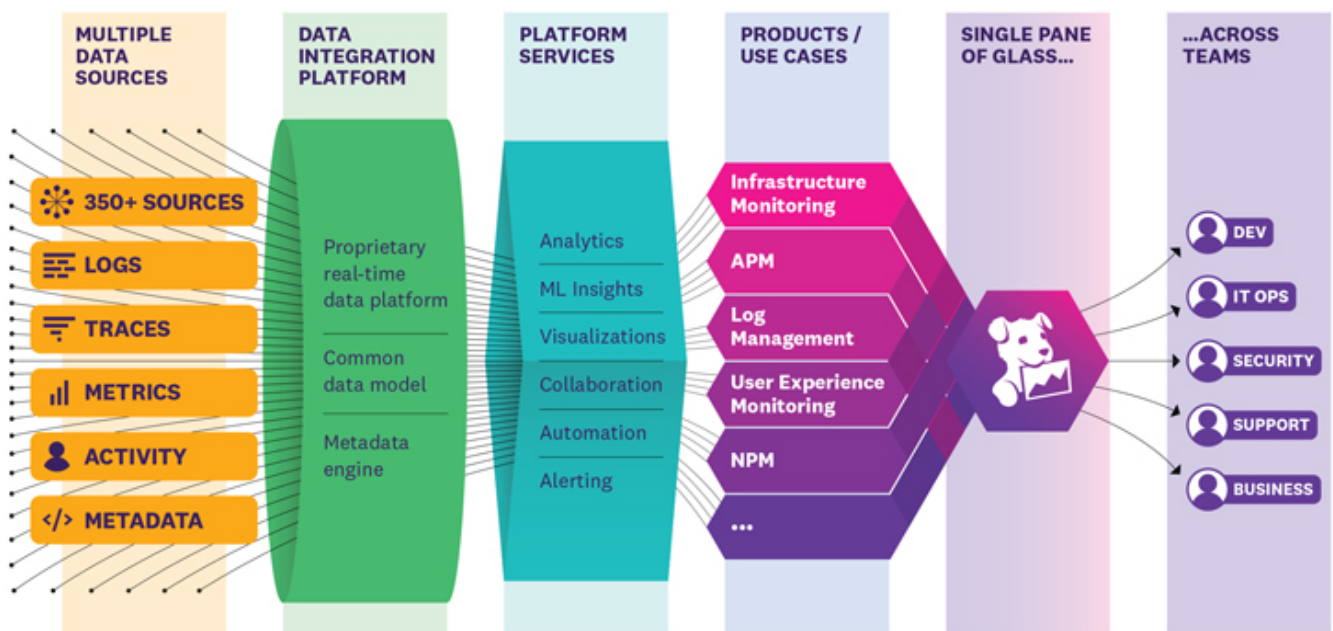 MULTIPLE
DATA
SOURCES
350+ SOURCES
LOGS
TRACES
METRICS
ACTIVITY
</> METADATA
DATA
INTEGRATION
PLATFORM
Proprietary
real-time
data platform
Common
data model
Metadata
engine
PLATFORM
SERVICES
Analytics
ML Insights
Visualizations
Collaboration
Automation
Alerting
PRODUCTS /
USE CASES
Infrastructure
Monitoring
APM
Log
Management
User Experience
Monitoring
NPM
...
SINGLE PANE
OF GLASS...
...ACROSS
TEAMS
DEV
IT OPS
SECURITY
SUPPORT
BUSINESS